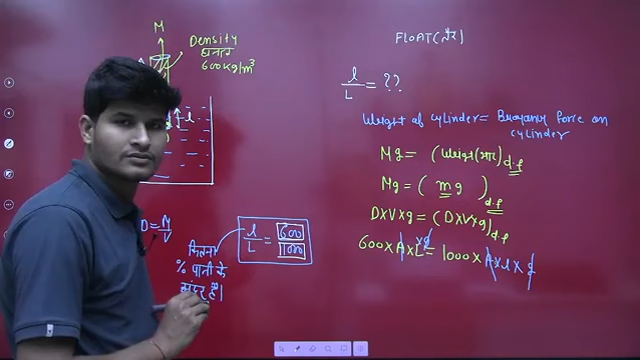 M
Density
घनत्व
600kg/m³
l
FLOAT(तैर)
l/L = ??
Weight of cylinder = Buoyancy Force on
cylinder
Mg = (Weight(भार))d.f
Mg = (mg)d.f
D×V×g = (D×V×g)d.f
600×A×L×g = 1000×A×l×g
D = M/V
l/L = 600/1000
कितना
% पानी के
अंदर है।